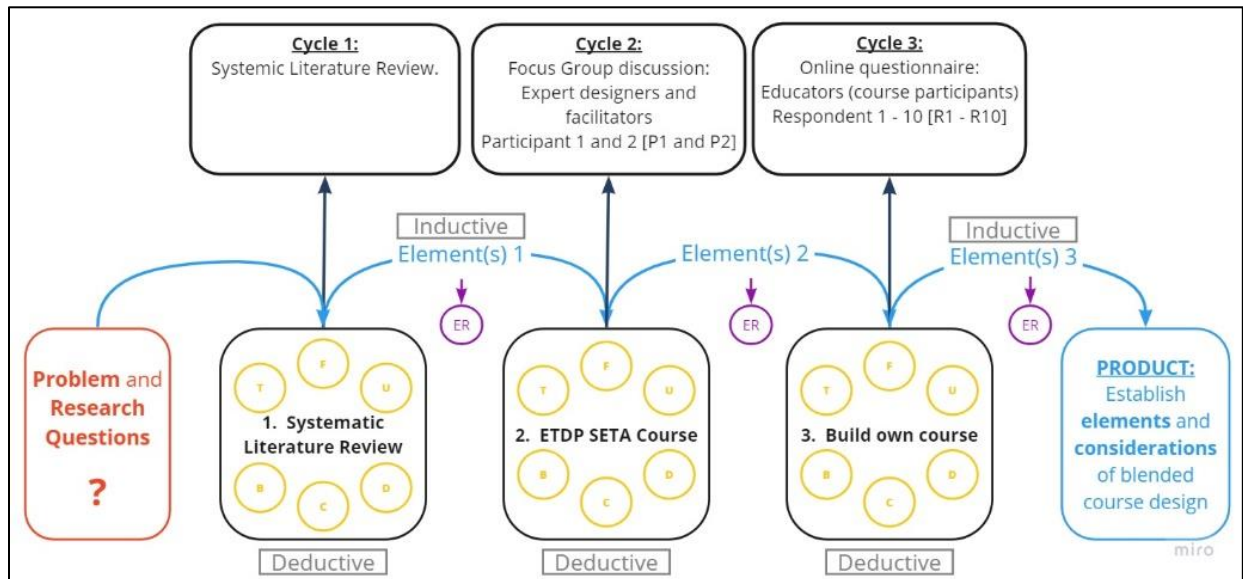 Cycle 1:
Systemic Literature Review.
Cycle 2:
Focus Group discussion:
Expert designers and
facilitators
Participant 1 and 2 [P1 and P2]
Cycle 3:
Online questionnaire:
Educators (course participants)
Respondent 1 - 10 [R1 - R10]
Inductive
Element(s) 1
Element(s) 2
Inductive
Element(s) 3
ER
ER
ER
Problem and
Research
Questions
?
F
T
U
1. Systematic
Literature Review
B
D
C
Deductive
F
T
U
2. ETDP SETA Course
B
D
C
Deductive
F
T
U
3. Build own course
B
D
C
Deductive
PRODUCT:
Establish
elements and
considerations
of blended
course design
miro